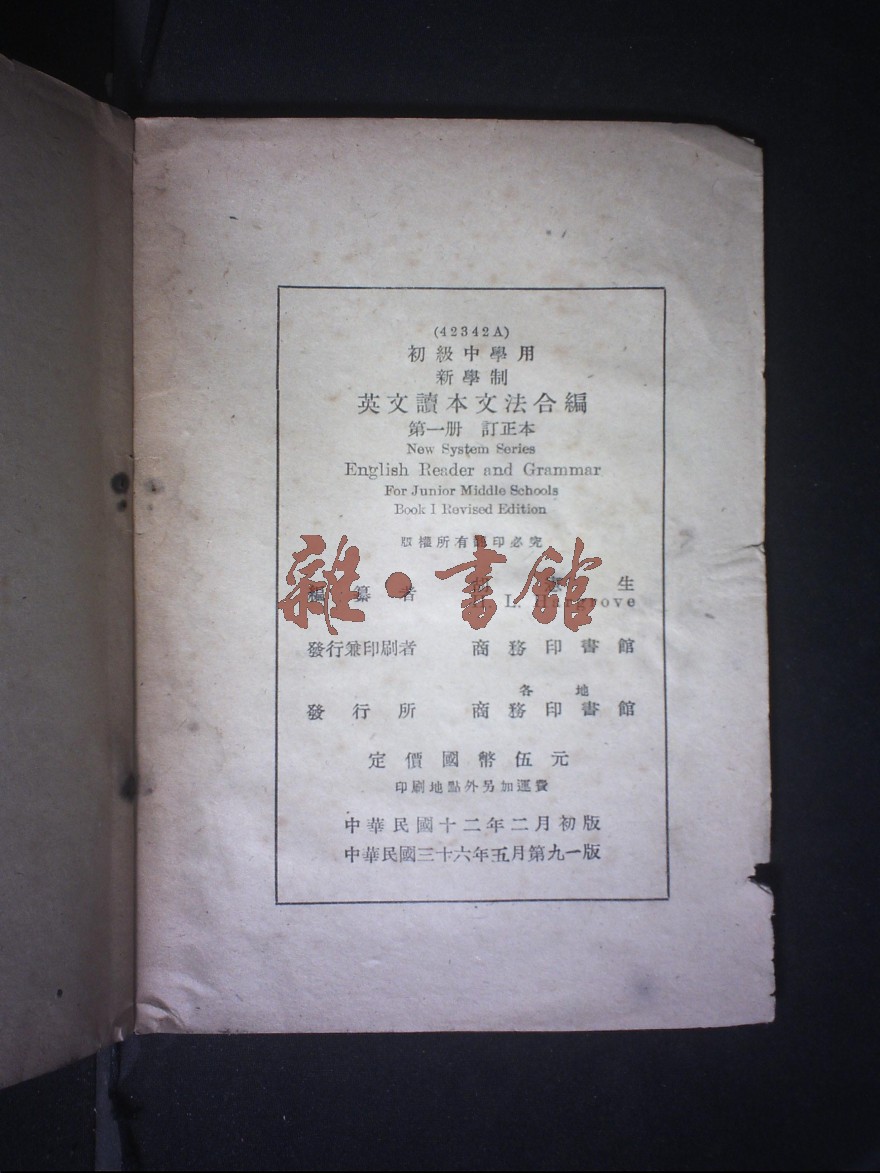 (42342A)
初級中學用
新學制
英文讀本文法合編
第一册 訂正本
New System Series
English Reader and Grammar
For Junior Middle Schools
Book I Revised Edition
版權所有 印必究
編纂者 生
L. Hargrove
發行兼印刷者 商務印書館
各地
發行所 商務印書館
定價國幣伍元
印刷地點外另加運費
中華民國十二年二月初版
中華民國三十六年五月第九一版
雜·書館